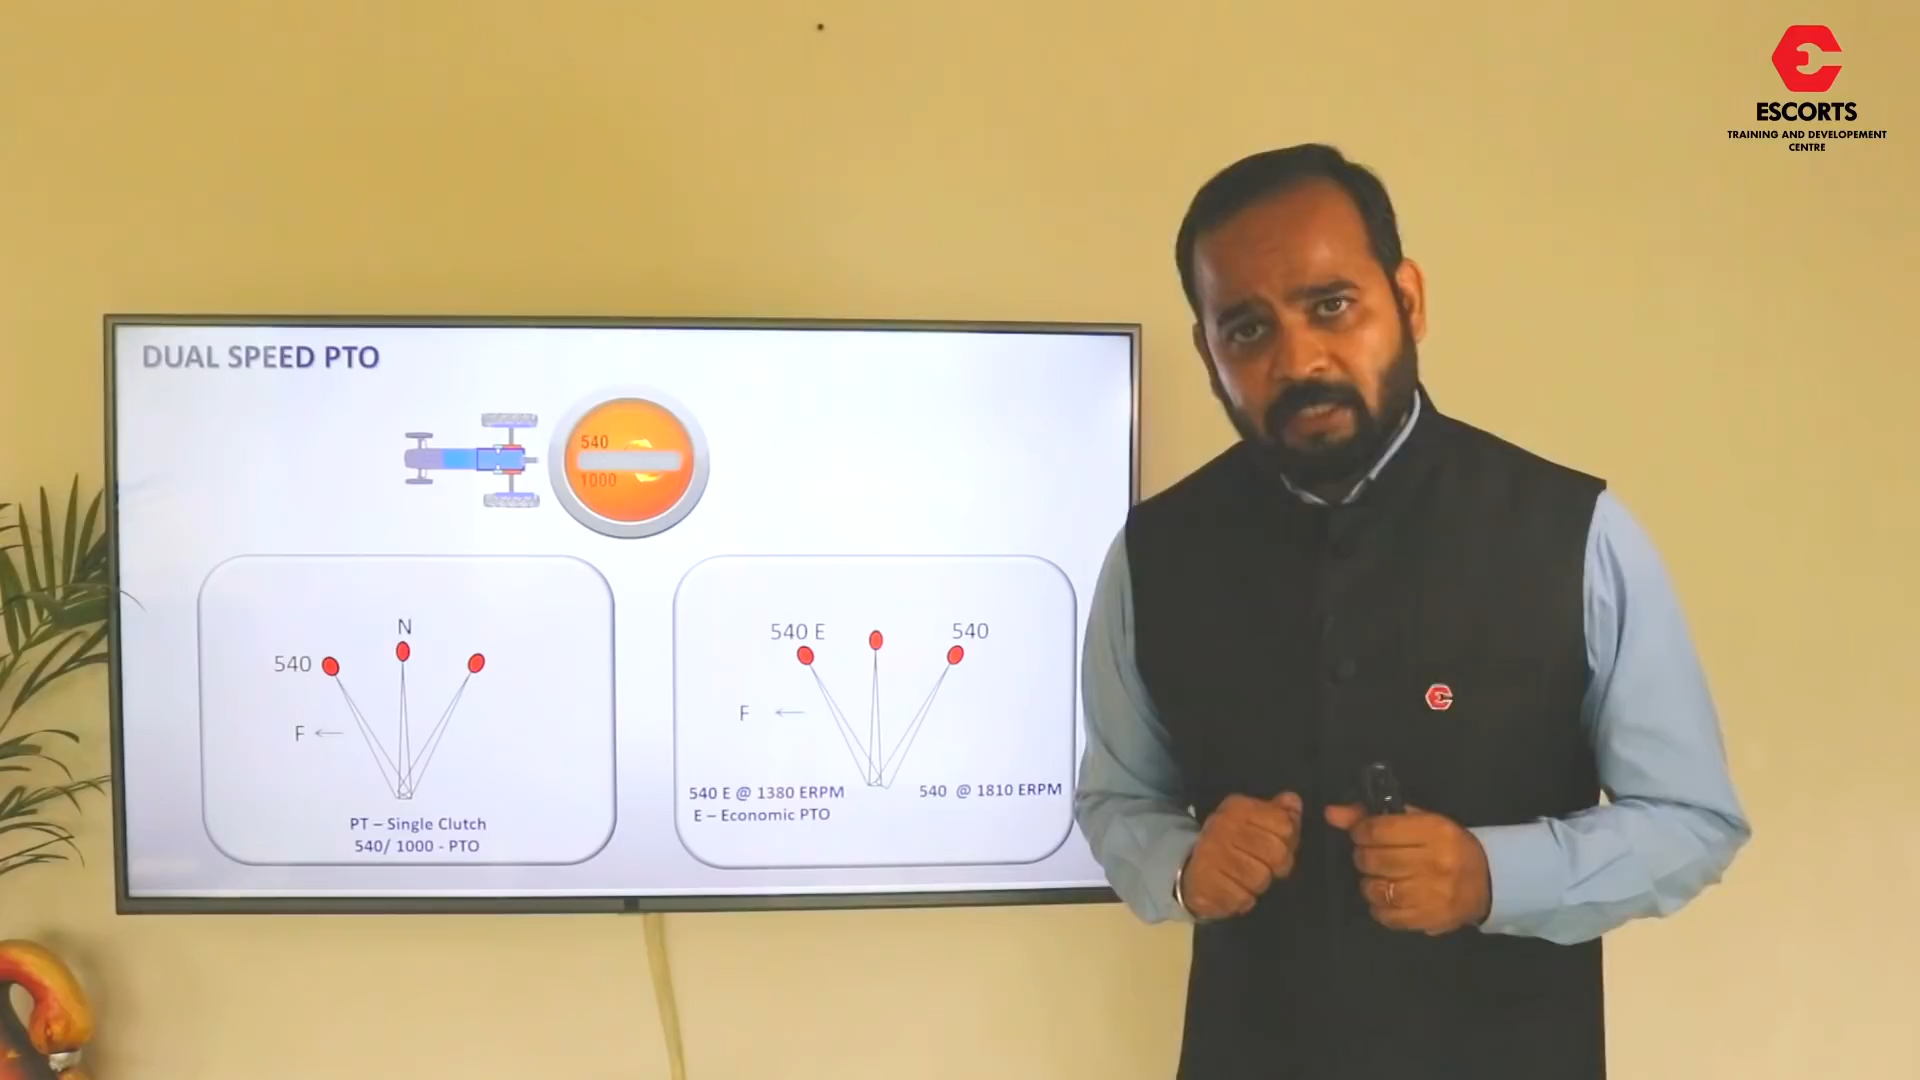 ESCORTS
TRAINING AND DEVELOPEMENT
CENTRE
DUAL SPEED PTO
540
1000
N
540
F
PT – Single Clutch
540/ 1000 - PTO
540 E
540
F
540 E @ 1380 ERPM
540 @ 1810 ERPM
E – Economic PTO